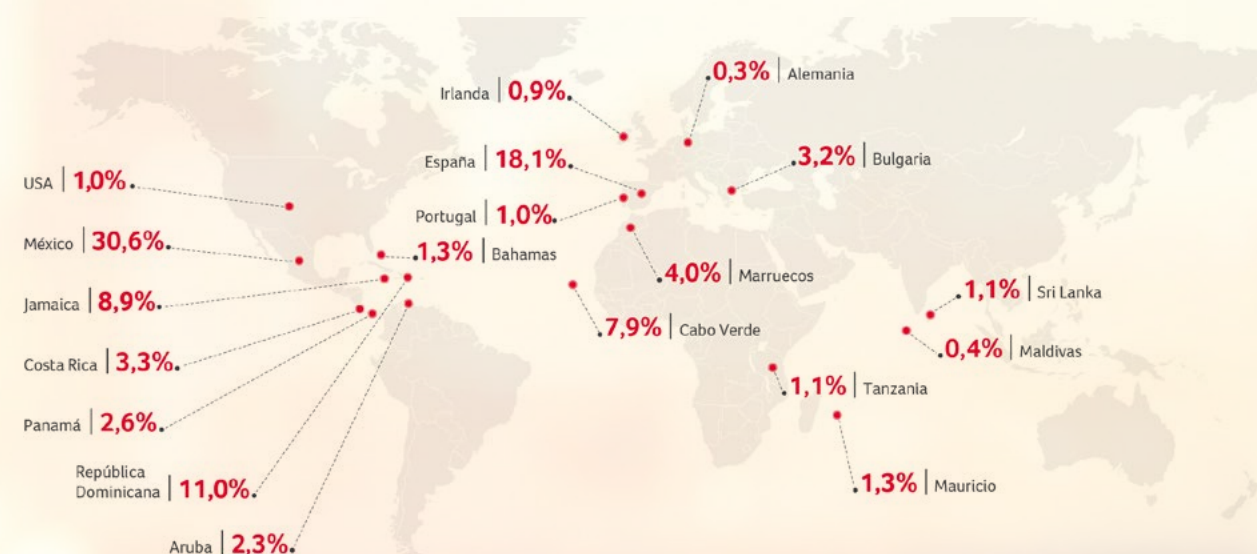 Irlanda | 0,9%
0,3% | Alemania
España | 18,1%
3,2% | Bulgaria
USA | 1,0%
Portugal | 1,0%
México | 30,6%
1,3% | Bahamas
4,0% | Marruecos
Jamaica | 8,9%
1,1% | Sri Lanka
7,9% | Cabo Verde
0,4% | Maldivas
Costa Rica | 3,3%
1,1% | Tanzania
Panamá | 2,6%
República
Dominicana | 11,0%
1,3% | Mauricio
Aruba | 2,3%